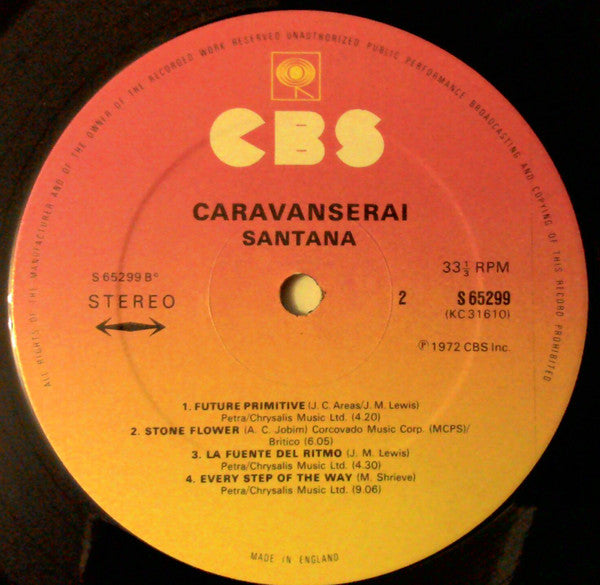 ALL RIGHTS OF THE MANUFACTURER AND OF THE OWNER OF THE RECORDED WORK RESERVED UNAUTHORIZED PUBLIC PERFORMANCE BROADCASTING AND COPYING OF THIS RECORD PROHIBITED
CBS
CARAVANSERAI
SANTANA
S 65299 B°
STEREO
33 1/3 RPM
2 S 65299
(KC 31610)
℗ 1972 CBS Inc.
1. FUTURE PRIMITIVE (J. C. Areas/J. M. Lewis)
Petra/Chrysalis Music Ltd. (4.20)
2. STONE FLOWER (A. C. Jobim) Corcovado Music Corp. (MCPS)/
Britico (6.05)
3. LA FUENTE DEL RITMO (J. M. Lewis)
Petra/Chrysalis Music Ltd. (4.30)
4. EVERY STEP OF THE WAY (M. Shrieve)
Petra/Chrysalis Music Ltd. (9.06)
MADE IN ENGLAND